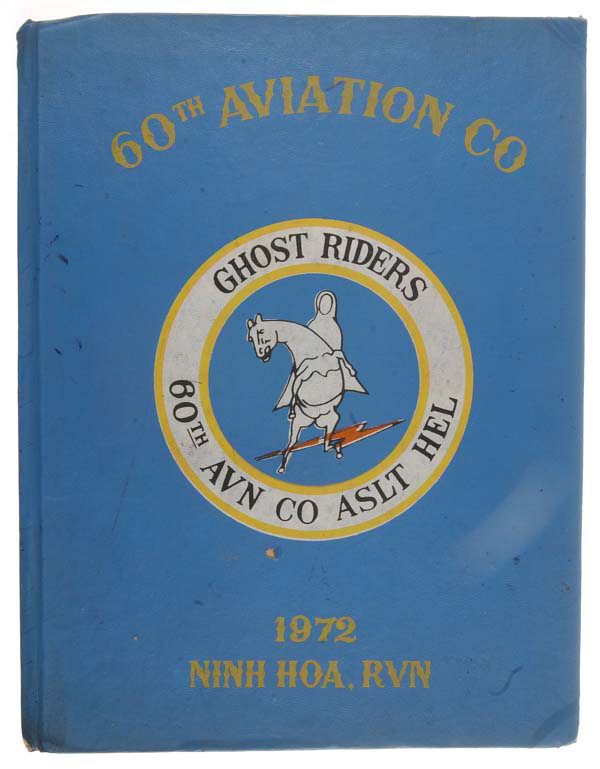 60TH AVIATION CO
GHOST RIDERS
60TH AVN CO ASLT HEL
1972
NINH HOA, RVN